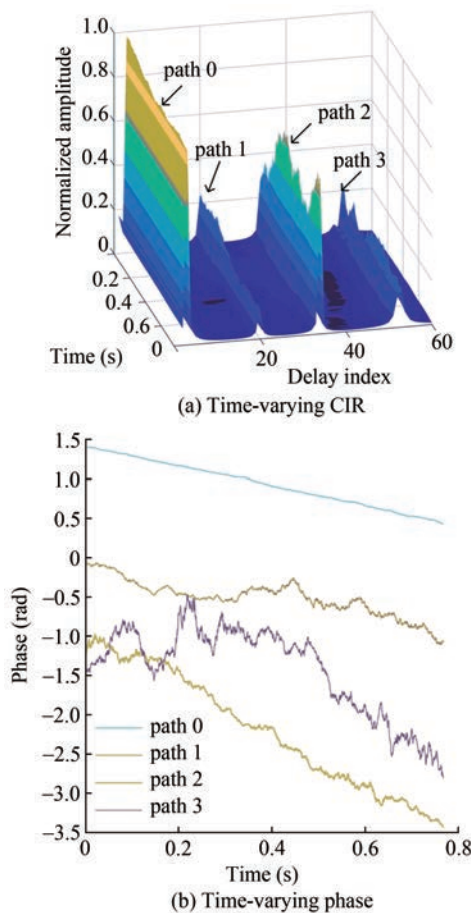 1.0
0.8
0.6
0.4
0.2
0
Normalized amplitude
path 0
path 1
path 2
path 3
0.2
0.4
0.6
Time (s)
0
20
40
60
Delay index
(a) Time-varying CIR
1.5
1.0
0.5
0
−0.5
−1.0
−1.5
−2.0
−2.5
−3.0
−3.5
Phase (rad)
path 0
path 1
path 2
path 3
0
0.2
0.4
0.6
0.8
Time (s)
(b) Time-varying phase